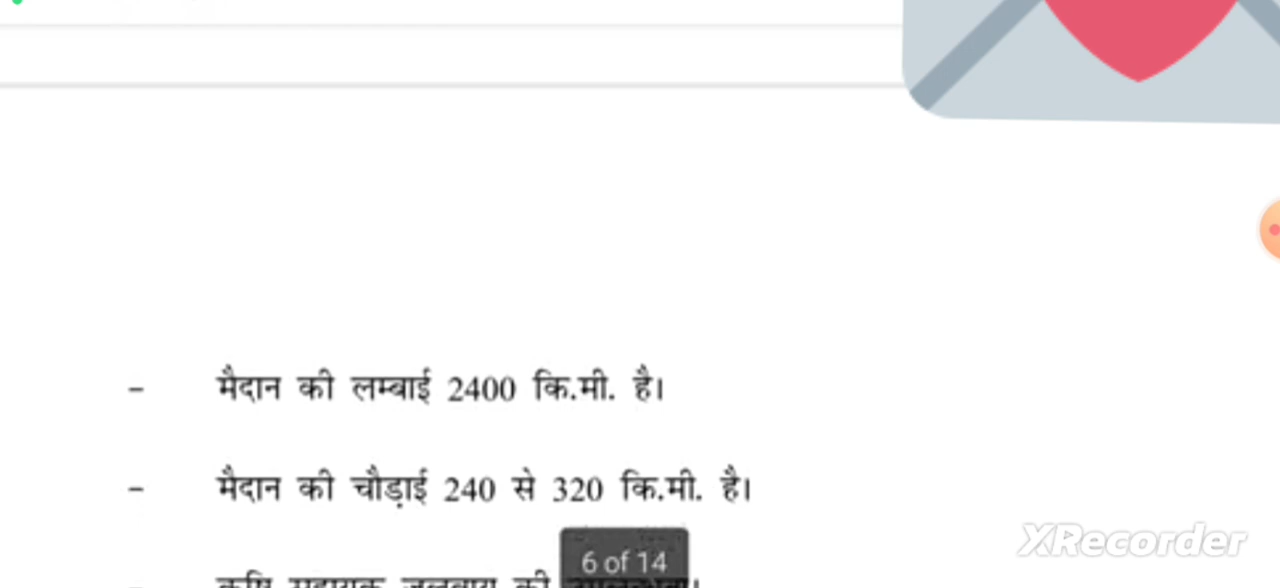 - मैदान की लम्बाई 2400 कि.मी. है।
- मैदान की चौड़ाई 240 से 320 कि.मी. है।
6 of 14
XRecorder